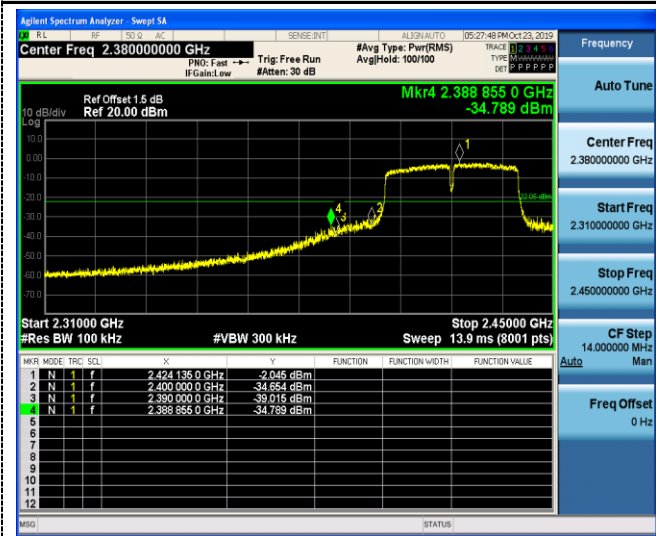 Agilent Spectrum Analyzer - Swept SA
LXI RL RF 50 Ω AC SENSE:INT ALIGNAUTO 05:27:48 PM Oct 23, 2019
Center Freq 2.380000000 GHz
PNO: Fast
IFGain:Low
Trig: Free Run
#Atten: 30 dB
#Avg Type: Pwr(RMS)
Avg|Hold: 100/100
TRACE 1 2 3 4 5 6
TYPE M
DET P P P P P P
Frequency
Auto Tune
Center Freq
2.380000000 GHz
Start Freq
2.310000000 GHz
Stop Freq
2.450000000 GHz
CF Step
14.000000 MHz
Auto Man
Freq Offset
0 Hz
Mkr4 2.388 855 0 GHz
-34.789 dBm
Ref Offset 1.5 dB
10 dB/div Ref 20.00 dBm
Log
10.0
0.00
-10.0
-20.0
-30.0
-40.0
-50.0
-60.0
-70.0
1
4
3
2
-22.05 dBm
Start 2.31000 GHz Stop 2.45000 GHz
#Res BW 100 kHz #VBW 300 kHz Sweep 13.9 ms (8001 pts)
MKR MODE TRC SCL X Y FUNCTION FUNCTION WIDTH FUNCTION VALUE
1 N 1 f 2.424 135 0 GHz -2.045 dBm
2 N 1 f 2.400 000 0 GHz -34.654 dBm
3 N 1 f 2.390 000 0 GHz -39.015 dBm
4 N 1 f 2.388 855 0 GHz -34.789 dBm
5
6
7
8
9
10
11
12
MSG STATUS